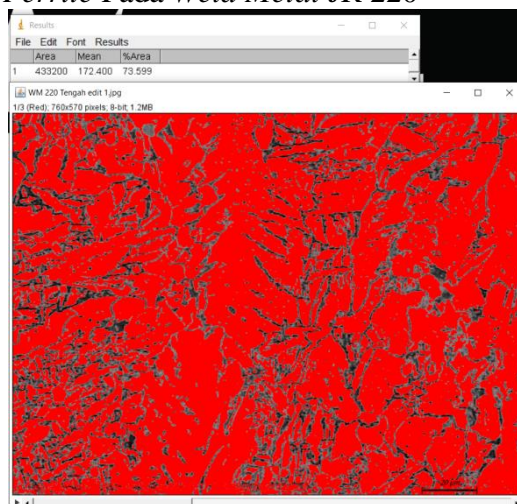 Ferrite Pada Weld Metal JK 220
Results
File Edit Font Results
Area Mean %Area
1 433200 172.400 73.599
WM 220 Tengah edit 1.jpg
1/3 (Red); 760x570 pixels; 8-bit; 1.2MB